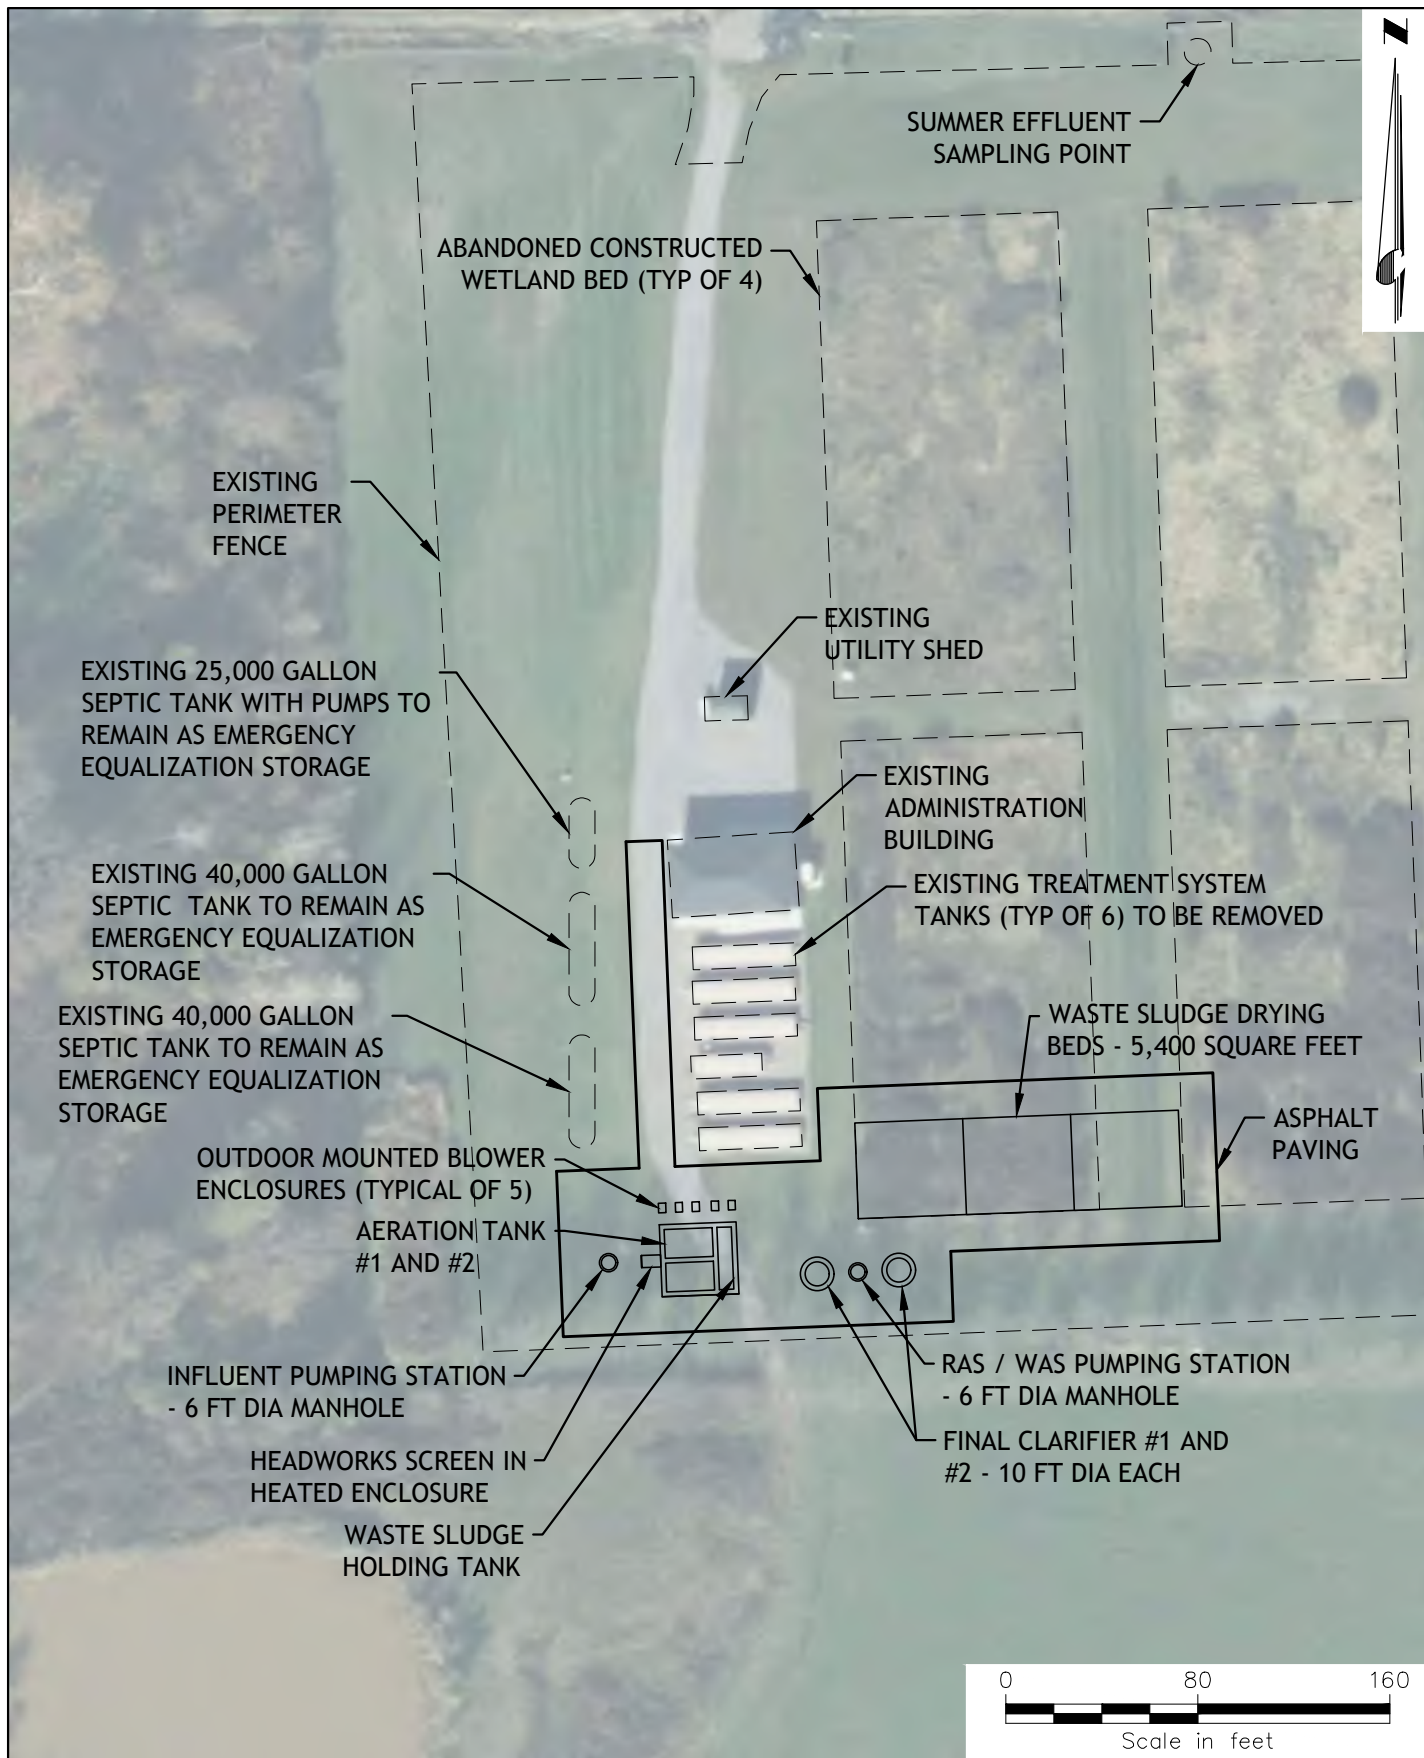 N
SUMMER EFFLUENT
SAMPLING POINT
ABANDONED CONSTRUCTED
WETLAND BED (TYP OF 4)
EXISTING
PERIMETER
FENCE
EXISTING
UTILITY SHED
EXISTING 25,000 GALLON
SEPTIC TANK WITH PUMPS TO
REMAIN AS EMERGENCY
EQUALIZATION STORAGE
EXISTING
ADMINISTRATION
BUILDING
EXISTING 40,000 GALLON
SEPTIC TANK TO REMAIN AS
EMERGENCY EQUALIZATION
STORAGE
EXISTING TREATMENT SYSTEM
TANKS (TYP OF 6) TO BE REMOVED
EXISTING 40,000 GALLON
SEPTIC TANK TO REMAIN AS
EMERGENCY EQUALIZATION
STORAGE
WASTE SLUDGE DRYING
BEDS - 5,400 SQUARE FEET
ASPHALT
PAVING
OUTDOOR MOUNTED BLOWER
ENCLOSURES (TYPICAL OF 5)
AERATION TANK
#1 AND #2
INFLUENT PUMPING STATION
- 6 FT DIA MANHOLE
RAS / WAS PUMPING STATION
- 6 FT DIA MANHOLE
HEADWORKS SCREEN IN
HEATED ENCLOSURE
FINAL CLARIFIER #1 AND
#2 - 10 FT DIA EACH
WASTE SLUDGE
HOLDING TANK
0 80 160
Scale in feet